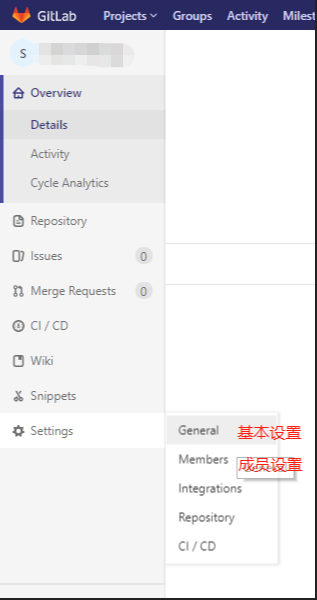 GitLab Projects Groups Activity Milest
S
Overview
Details
Activity
Cycle Analytics
Repository
Issues 0
Merge Requests 0
CI / CD
Wiki
Snippets
Settings
General 基本设置
Members 成员设置
Integrations
Repository
CI / CD